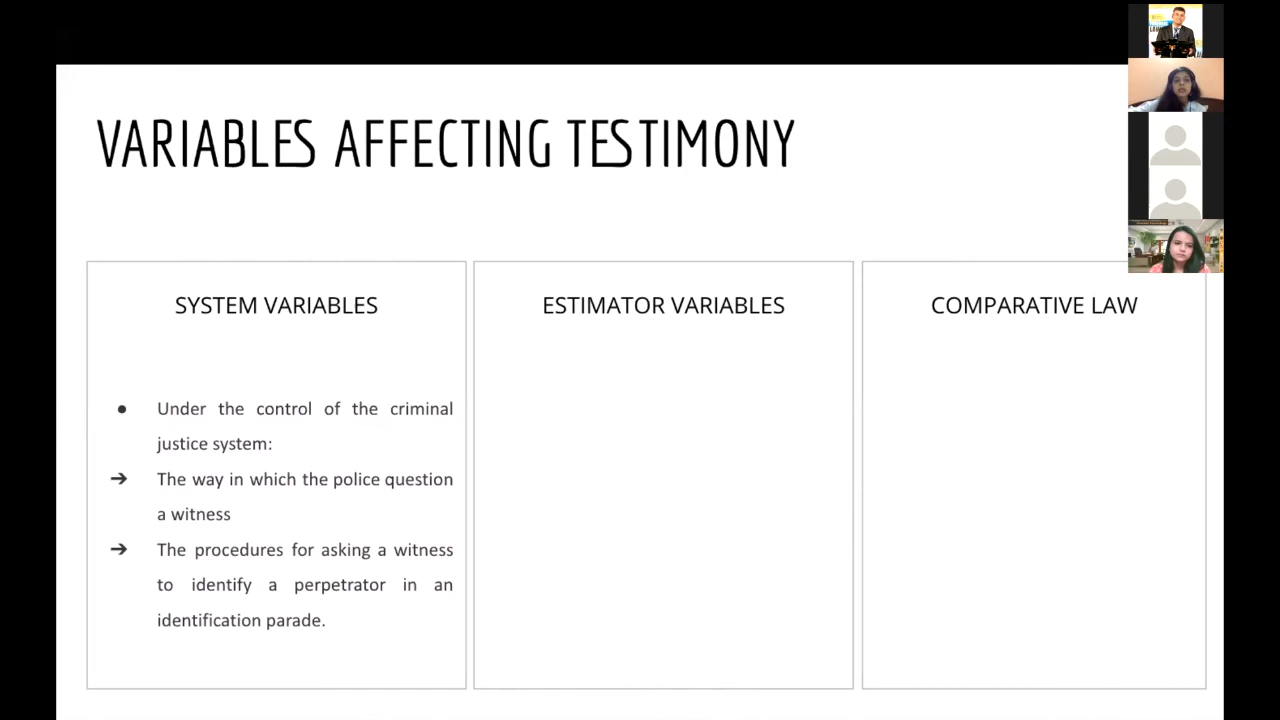 VARIABLES AFFECTING TESTIMONY
SYSTEM VARIABLES
● Under the control of the criminal
justice system:
➔ The way in which the police question
a witness
➔ The procedures for asking a witness
to identify a perpetrator in an
identification parade.
ESTIMATOR VARIABLES
COMPARATIVE LAW